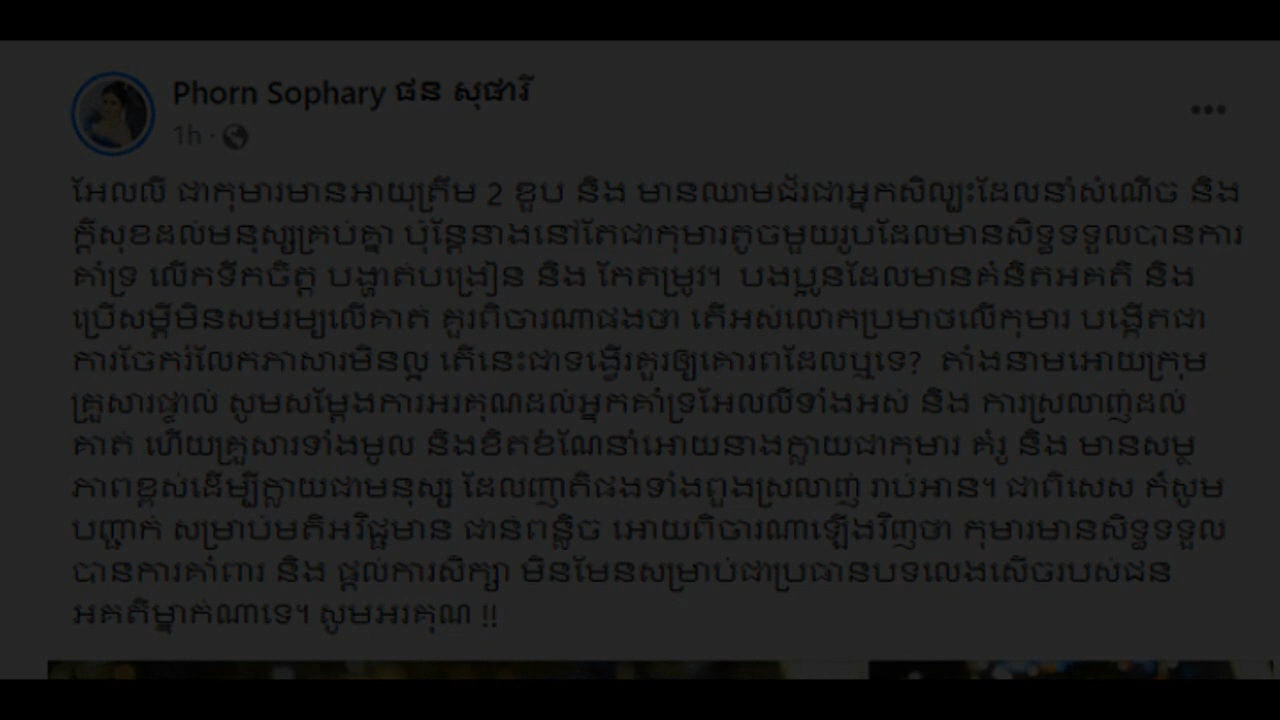 Phorn Sophary ផន សុផារី
1h ·
អែលលី ជាកុមារមានអាយុត្រឹម 2 ឌួប និង មានឈាមជ័រជាអ្នកសិល្បះដែលនាំសំណើច និង
ក្ដីសុខដល់មនុស្សគ្រប់គ្នា ប៉ុន្តែនាងនៅតែជាកុមារតូចមួយរូបដែលមានសិទ្ធទទួលបានការ
គាំទ្រ លើកទឹកចិត្ត បង្ហាត់បង្រៀន និង កែតម្រូវ។ បងប្អូនដែលមានគំនិតអគតិ និង
ប្រើសម្ដីមិនសមរម្យលើគាត់ គួរពិចារណាផងថា តើអស់លោកប្រមាថលើកុមារ បង្កើតជា
ការចែករំលែកភាសារមិនល្អ តើនេះជាទង្វើរគួរឲ្យគោរពដែលឬទេ? តាំងនាមអោយក្រុម
គ្រួសារផ្ទាល់ សូមសម្ដែងការអរគុណដល់អ្នកគាំទ្រអែលលីទាំងអស់ និង ការស្រលាញ់ដល់
គាត់ ហើយគ្រួសារទាំងមូល និងខិតខំណែនាំអោយនាងក្លាយជាកុមារ គំរូ និង មានសម្ថ
ភាពខ្ពស់ដើម្បីក្លាយជាមនុស្ស ដែលញាតិផងទាំងពួងស្រលាញ់ រាប់អាន។ ជាពិសេស ក៏សូម
បញ្ជាក់ សម្រាប់មតិអវិជ្ជមាន ជាន់ពន្លិច អោយពិចារណាឡើងវិញថា កុមារមានសិទ្ធទទួល
បានការគាំពារ និង ផ្ដល់ការសិក្សា មិនមែនសម្រាប់ជាប្រធានបទលេងសើចរបស់ជន
អគតិម្នាក់ណាទេ។ សូមអរគុណ !!